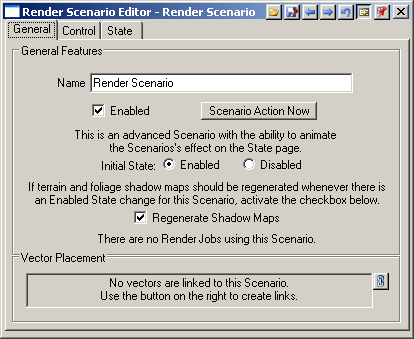 Render Scenario Editor - Render Scenario
General
Control
State
General Features
Name
Render Scenario
Enabled
Scenario Action Now
This is an advanced Scenario with the ability to animate
the Scenarios's effect on the State page.
Initial State:
Enabled
Disabled
If terrain and foliage shadow maps should be regenerated whenever there is
an Enabled State change for this Scenario, activate the checkbox below.
Regenerate Shadow Maps
There are no Render Jobs using this Scenario.
Vector Placement
No vectors are linked to this Scenario.
Use the button on the right to create links.